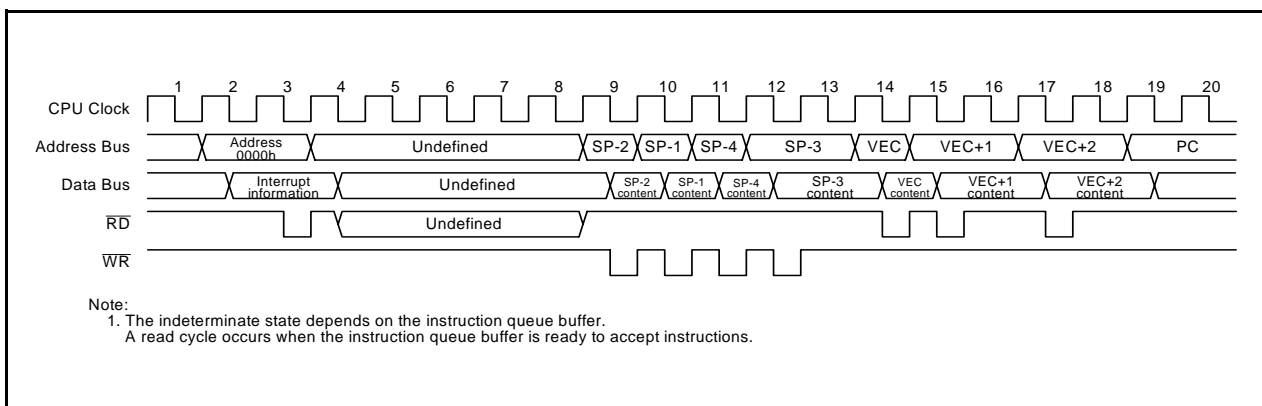 1 2 3 4 5 6 7 8 9 10 11 12 13 14 15 16 17 18 19 20
CPU Clock
Address Bus
Address
0000h
Undefined
SP-2
SP-1
SP-4
SP-3
VEC
VEC+1
VEC+2
PC
Data Bus
Interrupt
information
Undefined
SP-2
content
SP-1
content
SP-4
content
SP-3
content
VEC
content
VEC+1
content
VEC+2
content
RD
Undefined
WR
Note:
1. The indeterminate state depends on the instruction queue buffer.
A read cycle occurs when the instruction queue buffer is ready to accept instructions.